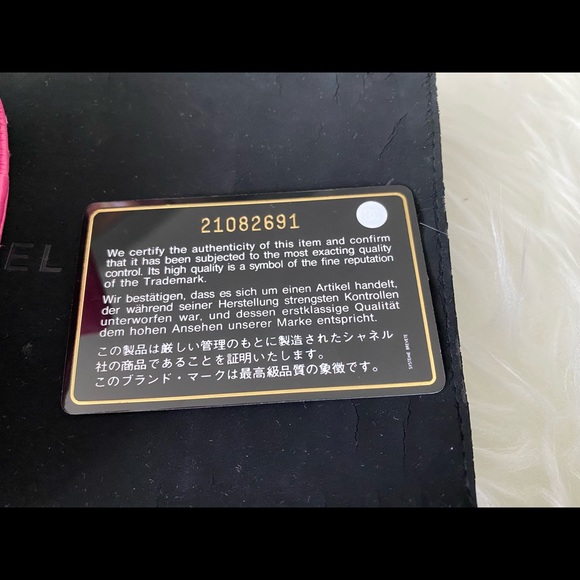 21082691
We certify the authenticity of this item and confirm
that it has been subjected to the most exacting quality
control. Its high quality is a symbol of the fine reputation
of the Trademark.
Wir bestätigen, dass es sich um einen Artikel handelt,
der während seiner Herstellung strengsten Kontrollen
unterworfen war, und dessen erstklassige Qualität
dem hohen Ansehen unserer Marke entspricht.
この製品は厳しい管理のもとに製造されたシャネル
社の商品であることを証明いたします。
このブランド・マークは最高級品質の象徴です。
SYSTEME BREVETE
EL